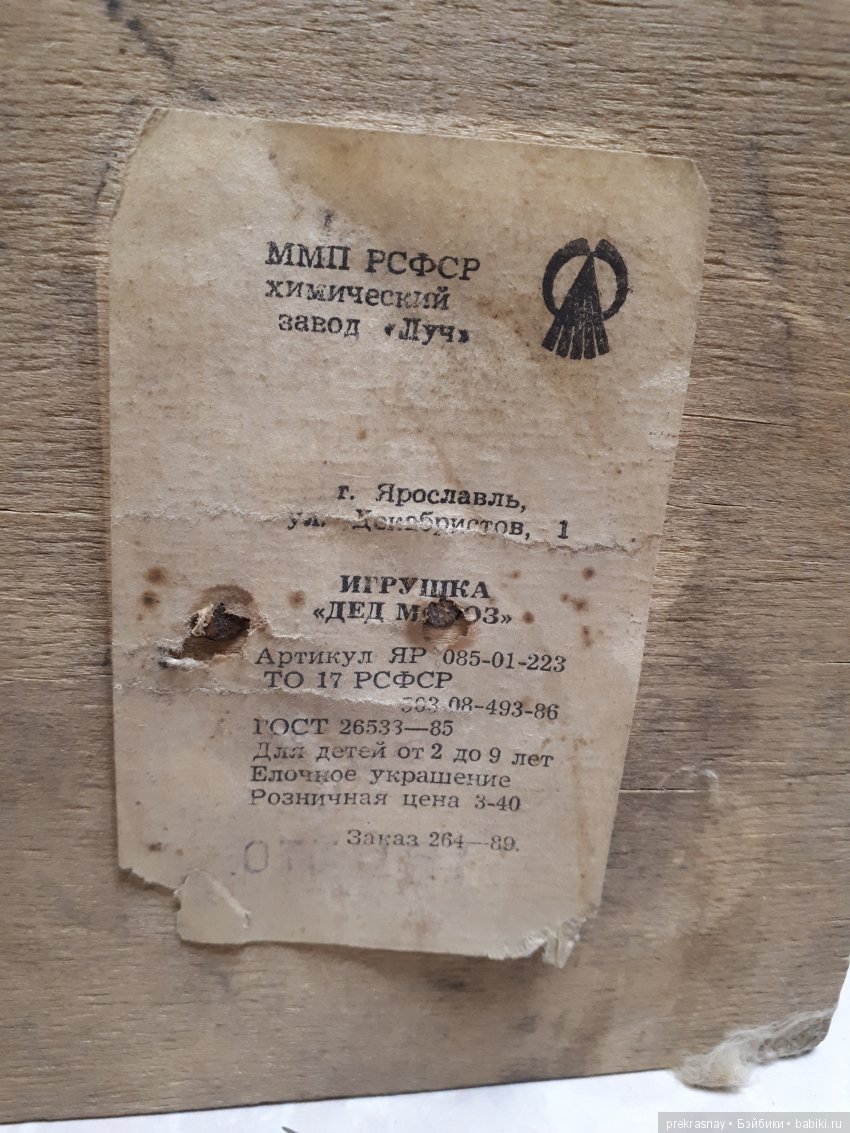 ММП РСФСР
химический
завод «Луч»
г. Ярославль,
ул. Декабристов, 1
ИГРУШКА
«ДЕД МОРОЗ»
Артикул ЯР 085-01-223
ТО 17 РСФСР
08-493-86
ГОСТ 26533—85
Для детей от 2 до 9 лет
Елочное украшение
Розничная цена 3-40
Заказ 264—89.
prekrasnay • Бэйбики • babiki.ru